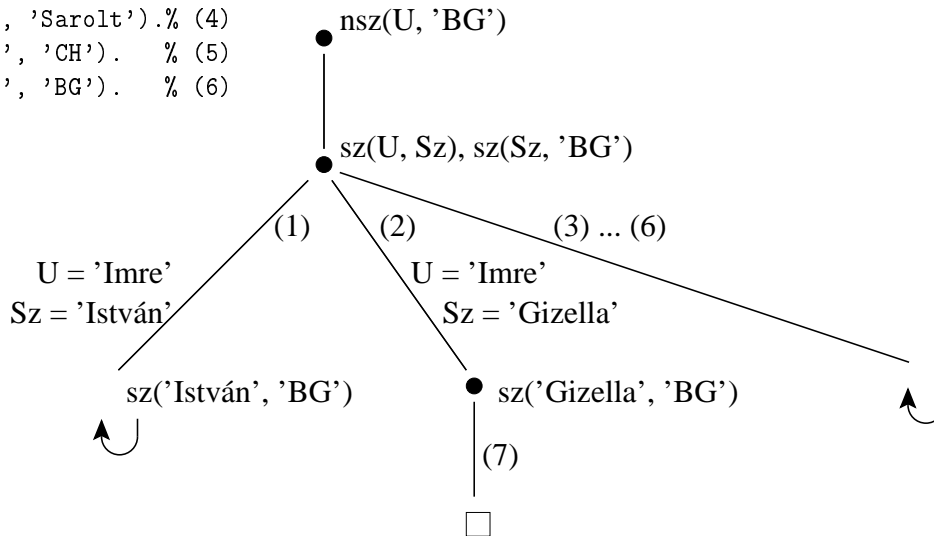 , 'Sarolt').% (4)
nsz(U, 'BG')
', 'CH').   % (5)
', 'BG').   % (6)
sz(U, Sz), sz(Sz, 'BG')
(1)
(2)
(3) ... (6)
U = 'Imre'
Sz = 'István'
U = 'Imre'
Sz = 'Gizella'
sz('István', 'BG')
sz('Gizella', 'BG')
(7)